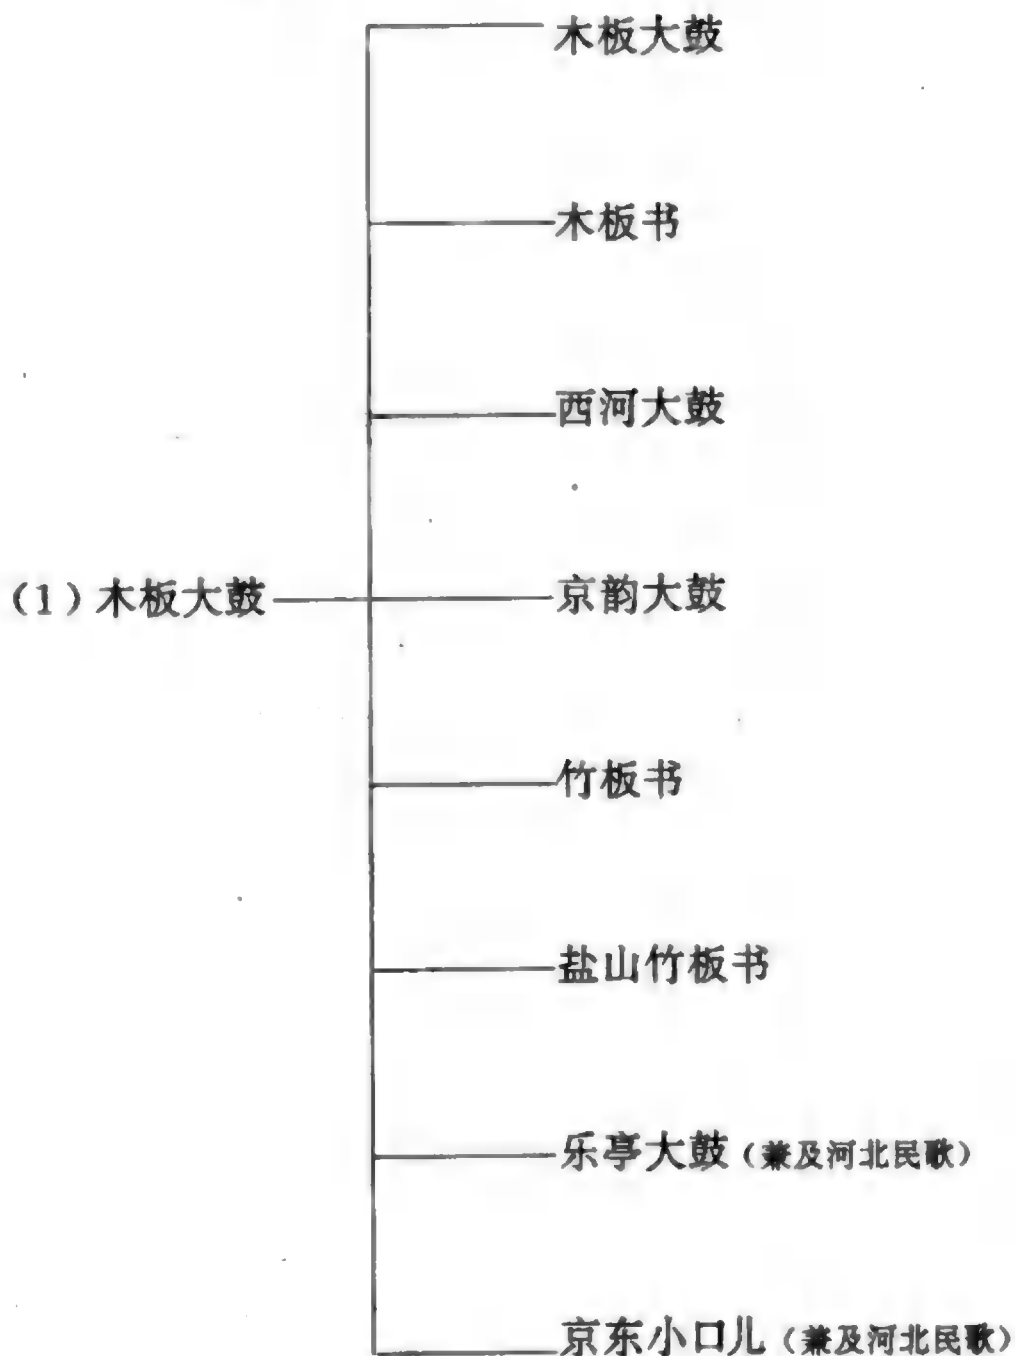 木板大鼓
木板书
西河大鼓
(1)木板大鼓
京韵大鼓
竹板书
盐山竹板书
乐亭大鼓(兼及河北民歌)
京东小口儿(兼及河北民歌)